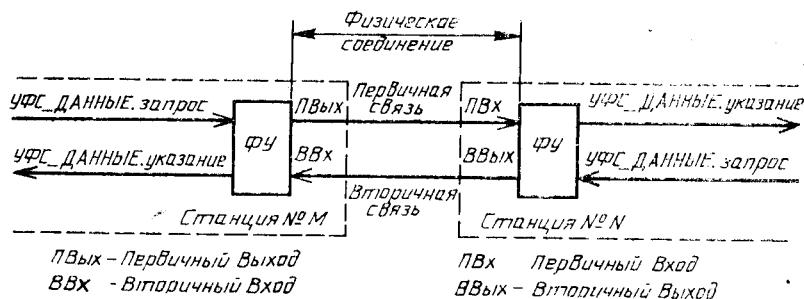 Физическое
соединение
УФС_ДАННЫЕ.запрос
ПВых
Первичная
связь
ПВх
УФС_ДАННЫЕ.указание
ФУ
ФУ
УФС_ДАННЫЕ.указание
ВВх
Вторичная
связь
ВВых
УФС_ДАННЫЕ.запрос
Станция № М
Станция № N
ПВых – Первичный Выход
ВВх - Вторичный Вход
ПВх Первичный Вход
ВВых – Вторичный Выход